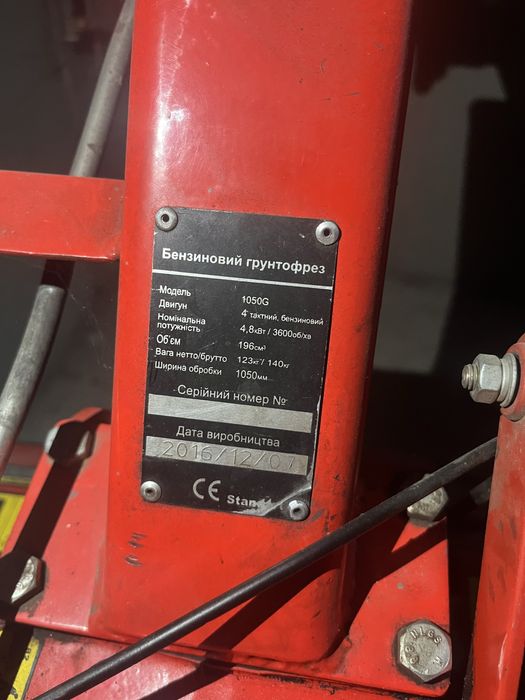 Бензиновий грунтофрез
Модель 1050G
Двигун 4 тактний, бензиновий
Номінальна потужність 4,8кВт / 3600об/хв
Об'єм 196см³
Вага нетто/брутто 123кг / 140кг
Ширина обробки 1050мм
Серійний номер №
Дата виробництва
2016/12/07
CE